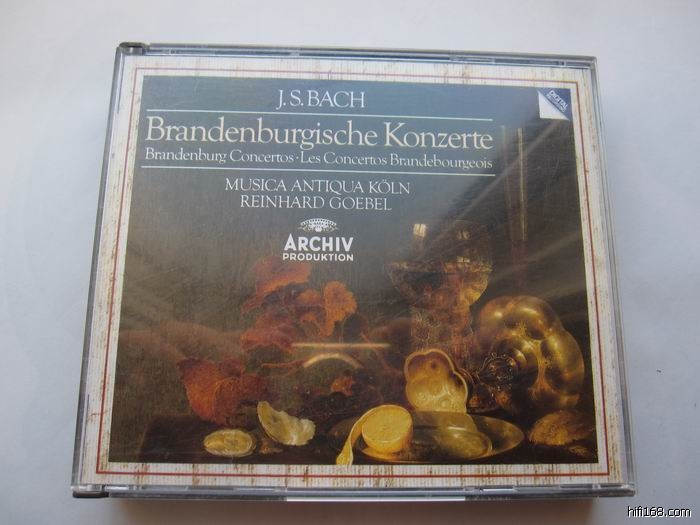 J.S. BACH
DIGITAL
Brandenburgische Konzerte
Brandenburg Concertos · Les Concertos Brandebourgeois
MUSICA ANTIQUA KÖLN
REINHARD GOEBEL
ARCHIV
PRODUKTION
hifi168.com